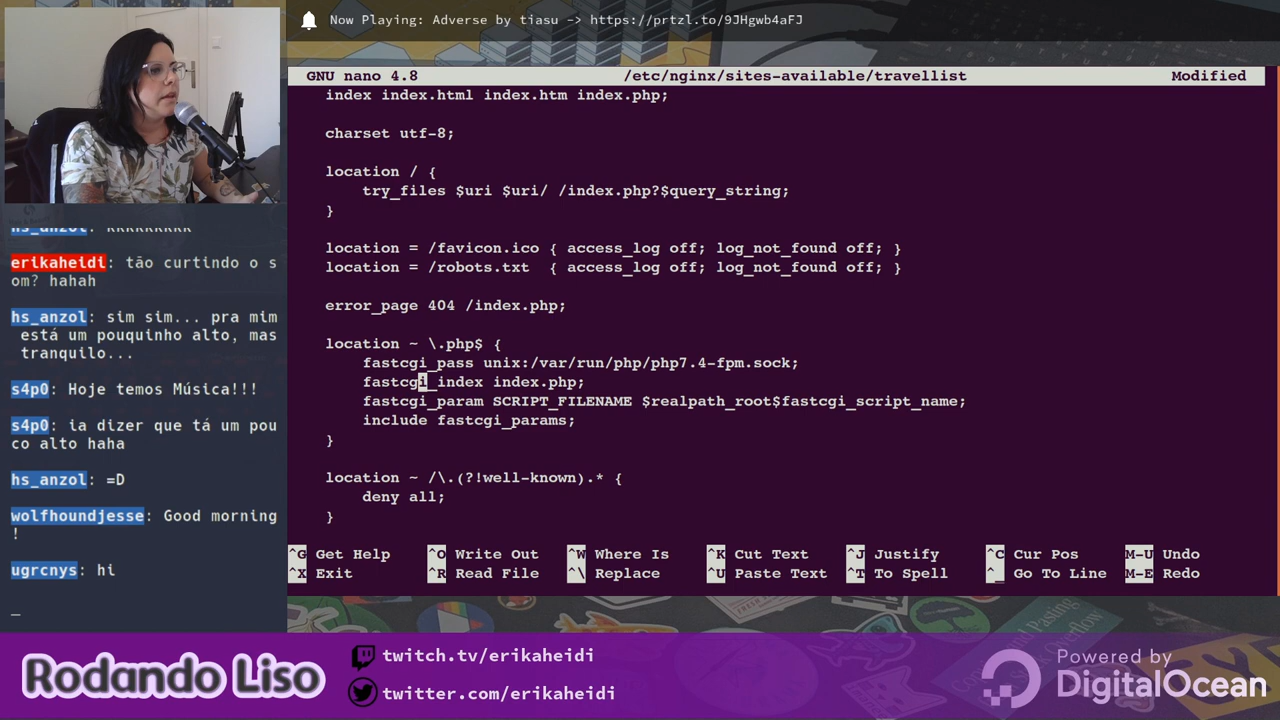 Now Playing: Adverse by tiasu -> https://prtzl.to/9JHgwb4aFJ
GNU nano 4.8 /etc/nginx/sites-available/travellist Modified
index index.html index.htm index.php;
charset utf-8;
location / {
try_files $uri $uri/ /index.php?$query_string;
}
location = /favicon.ico { access_log off; log_not_found off; }
location = /robots.txt { access_log off; log_not_found off; }
error_page 404 /index.php;
location ~ \.php$ {
fastcgi_pass unix:/var/run/php/php7.4-fpm.sock;
fastcgi_index index.php;
fastcgi_param SCRIPT_FILENAME $realpath_root$fastcgi_script_name;
include fastcgi_params;
}
location ~ /\.(?!well-known).* {
deny all;
}
^G Get Help ^O Write Out ^W Where Is ^K Cut Text ^J Justify ^C Cur Pos M-U Undo
^X Exit ^R Read File ^\ Replace ^U Paste Text ^T To Spell ^_ Go To Line M-E Redo
erikaheidi: tão curtindo o s
om? hahah
hs_anzol: sim sim... pra mim
está um pouquinho alto, mas
tranquilo...
s4p0: Hoje temos Música!!!
s4p0: ia dizer que tá um pou
co alto haha
hs_anzol: =D
wolfhoundjesse: Good morning
!
ugrcnys: hi
_
Rodando Liso
twitch.tv/erikaheidi
twitter.com/erikaheidi
Powered by
DigitalOcean